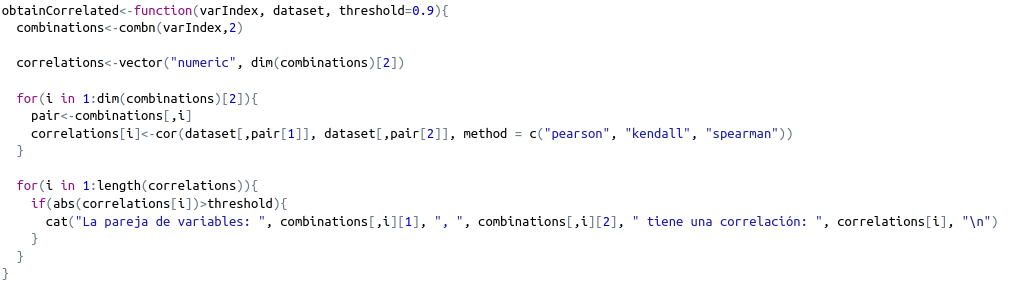 obtainCorrelated<-function(varIndex, dataset, threshold=0.9){
  combinations<-combn(varIndex,2)

  correlations<-vector("numeric", dim(combinations)[2])

  for(i in 1:dim(combinations)[2]){
    pair<-combinations[,i]
    correlations[i]<-cor(dataset[,pair[1]], dataset[,pair[2]], method = c("pearson", "kendall", "spearman"))
  }

  for(i in 1:length(correlations)){
    if(abs(correlations[i])>threshold){
      cat("La pareja de variables: ", combinations[,i][1], ", ", combinations[,i][2], " tiene una correlación: ", correlations[i], "\n")
    }
  }
}